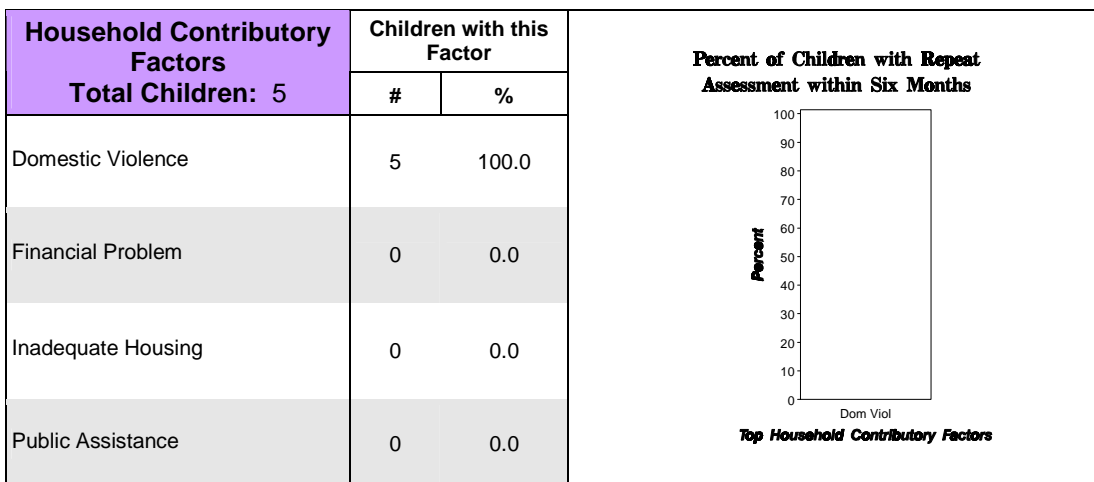 Household Contributory
Factors
Total Children: 5
Children with this
Factor
# %
Domestic Violence 5 100.0
Financial Problem 0 0.0
Inadequate Housing 0 0.0
Public Assistance 0 0.0
Percent of Children with Repeat
Assessment within Six Months
100
90
80
70
60
50
40
30
20
10
0
Percent
Dom Viol
Top Household Contributory Factors